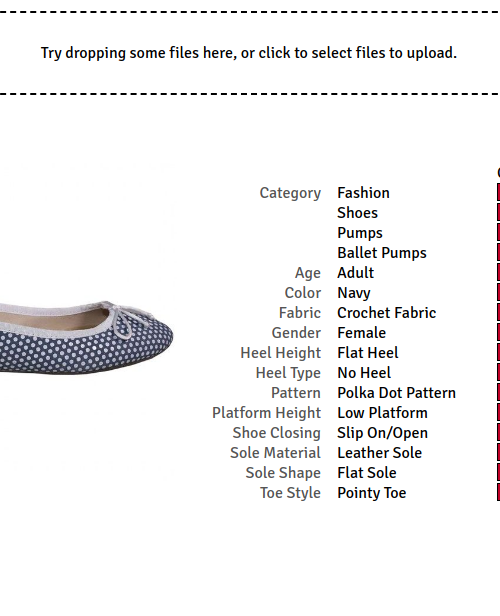 Try dropping some files here, or click to select files to upload.
Category Fashion
Shoes
Pumps
Ballet Pumps
Age Adult
Color Navy
Fabric Crochet Fabric
Gender Female
Heel Height Flat Heel
Heel Type No Heel
Pattern Polka Dot Pattern
Platform Height Low Platform
Shoe Closing Slip On/Open
Sole Material Leather Sole
Sole Shape Flat Sole
Toe Style Pointy Toe